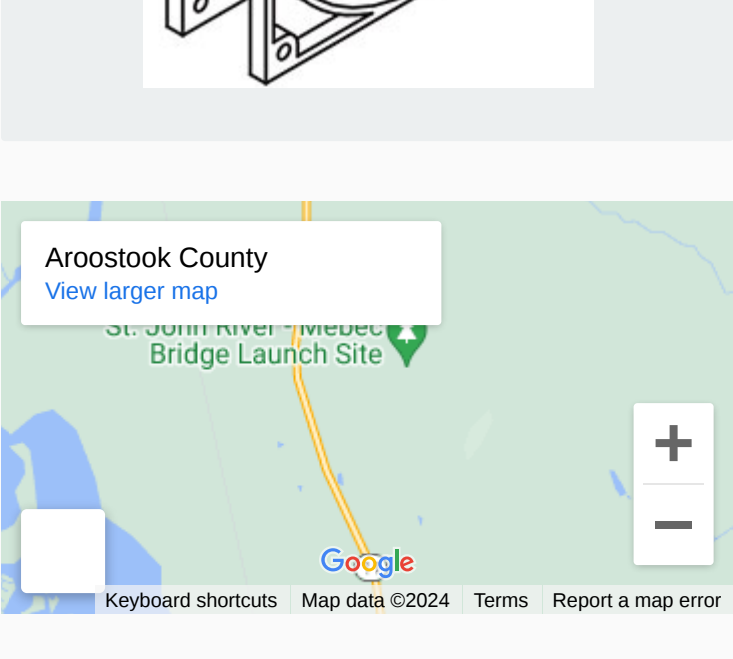 Aroostook County
View larger map
St. John River - Mebec
Bridge Launch Site
Google
Keyboard shortcuts
Map data ©2024
Terms
Report a map error